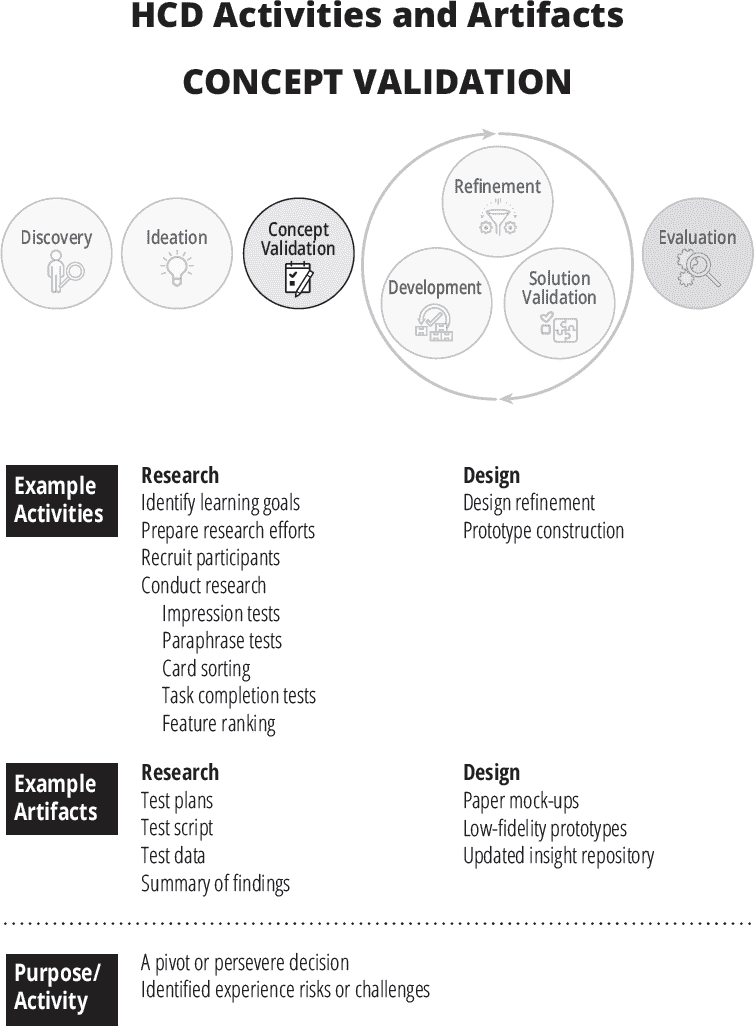 HCD Activities and Artifacts
CONCEPT VALIDATION
Discovery
Ideation
Concept
Validation
Refinement
Development
Solution
Validation
Evaluation
Example
Activities
Research
Identify learning goals
Prepare research efforts
Recruit participants
Conduct research
Impression tests
Paraphrase tests
Card sorting
Task completion tests
Feature ranking
Design
Design refinement
Prototype construction
Example
Artifacts
Research
Test plans
Test script
Test data
Summary of findings
Design
Paper mock-ups
Low-fidelity prototypes
Updated insight repository
Purpose/
Activity
A pivot or persevere decision
Identified experience risks or challenges